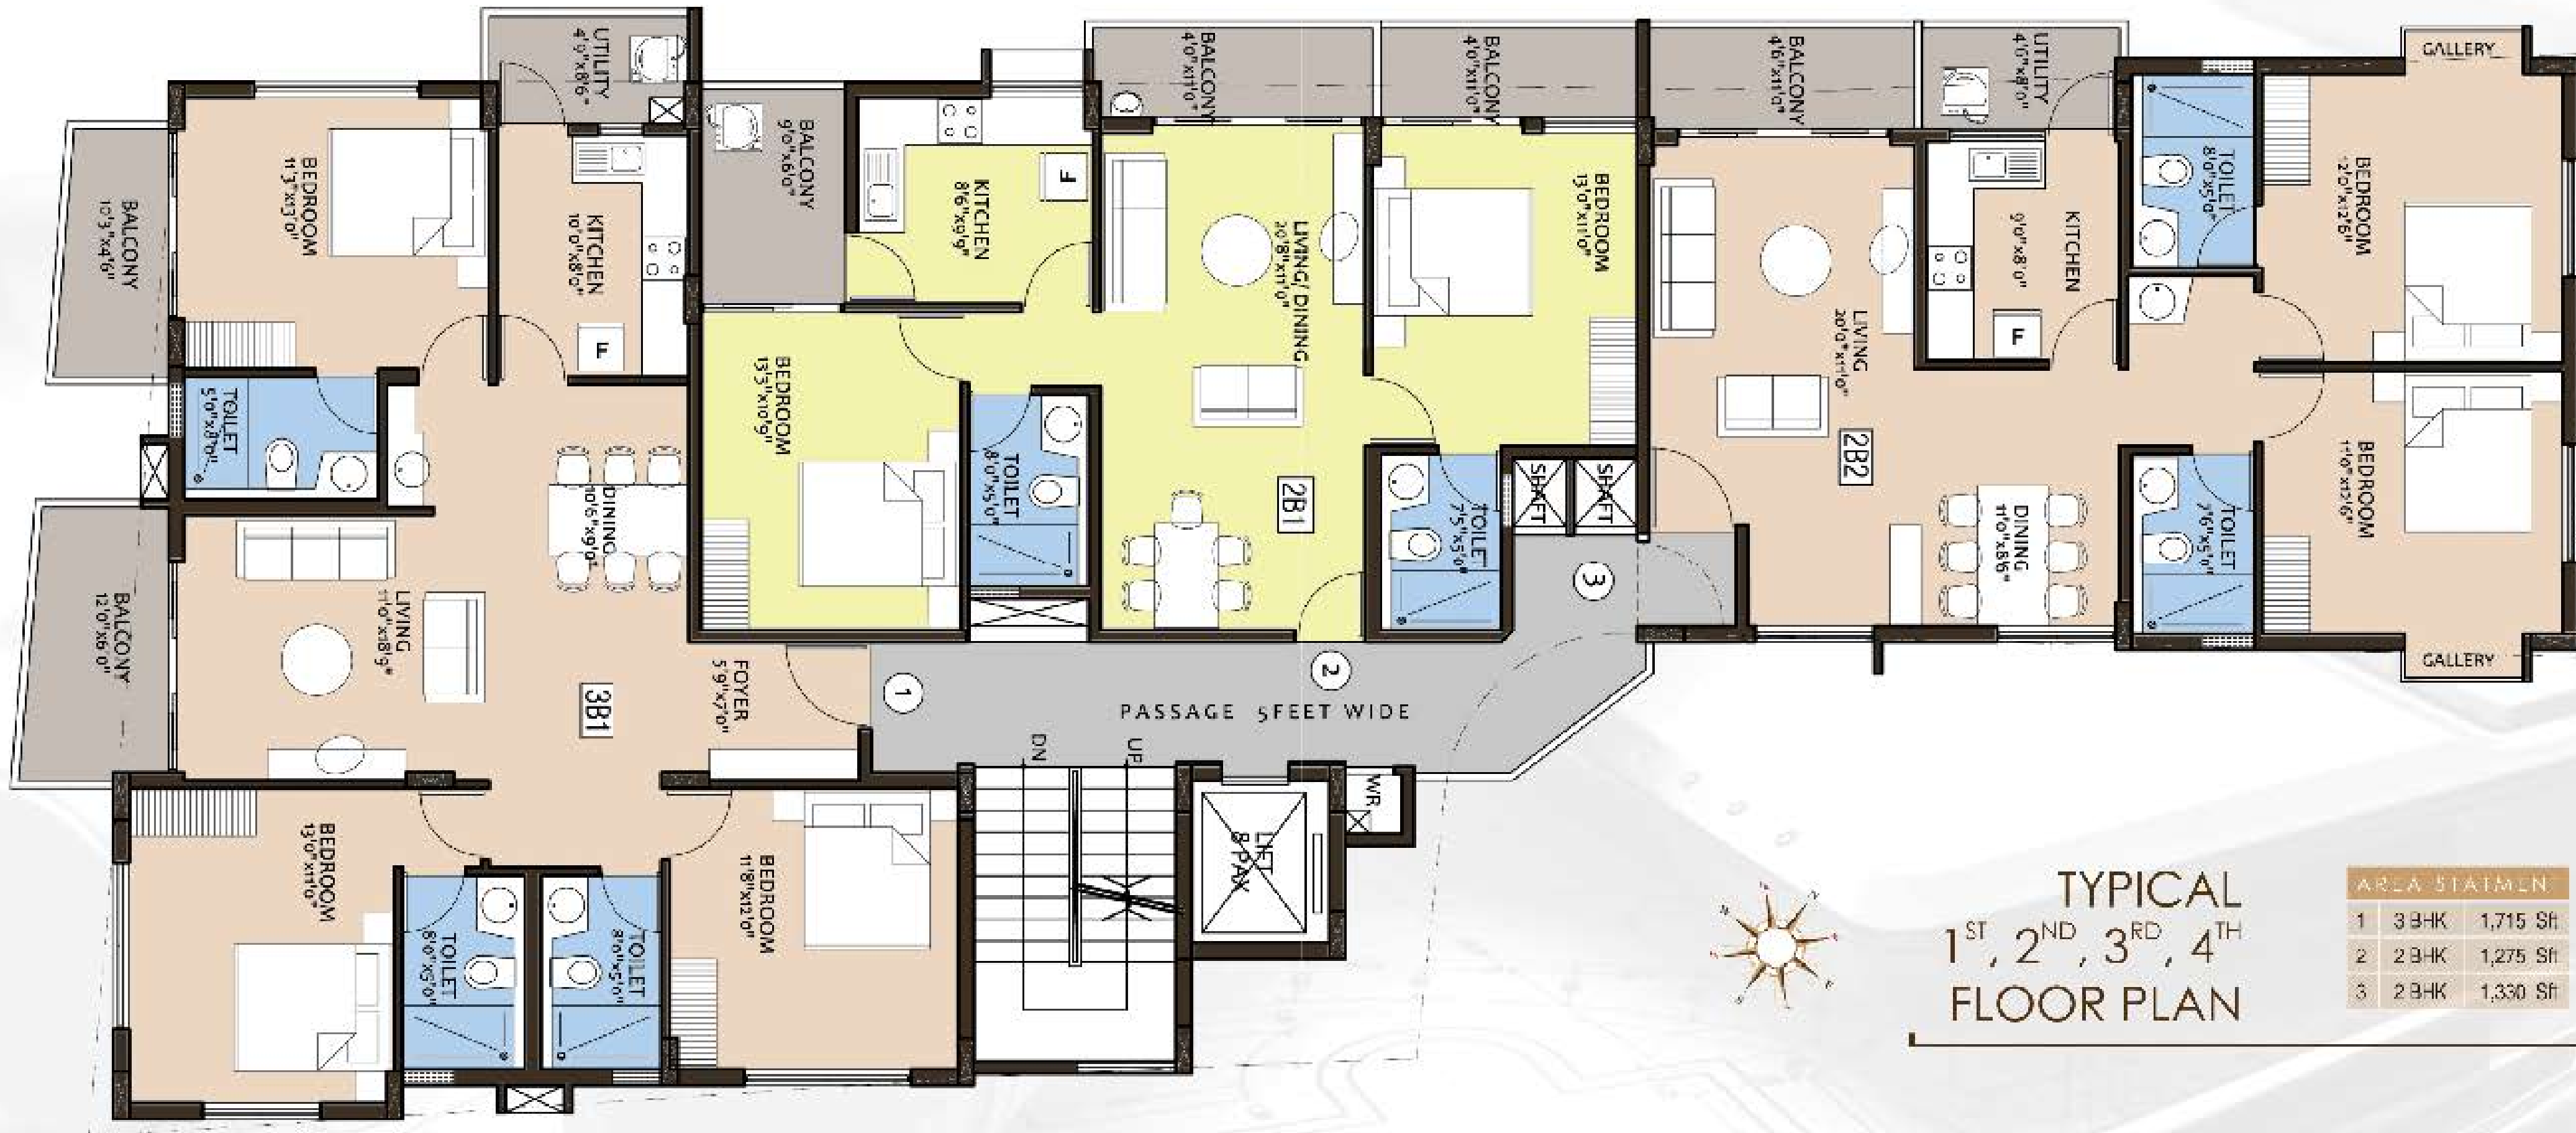 UTILITY
4'9"x8'6"
BEDROOM
11'3"x13'0"
KITCHEN
10'0"x8'0"
F
BALCONY
10'3"x4'6"
TOILET
5'0"x8'0"
DINING
10'6"x9'0"
LIVING
11'0"x18'9"
BALCONY
12'0"x6'0"
3B1
FOYER
5'9"x7'0"
BEDROOM
13'0"x11'0"
TOILET
8'0"x5'0"
TOILET
8'0"x5'0"
BEDROOM
11'8"x12'0"
BALCONY
9'0"x6'0"
KITCHEN
8'6"x9'9"
F
BALCONY
4'0"x11'0"
BALCONY
4'0"x11'0"
LIVING/ DINING
20'8"x11'0"
BEDROOM
13'0"x11'0"
BEDROOM
13'3"x10'9"
TOILET
8'0"x5'0"
2B1
TOILET
7'5"x5'0"
SHAFT
SHAFT
BALCONY
4'6"x11'0"
UTILITY
4'6"x8'0"
LIVING
20'0"x11'0"
KITCHEN
9'0"x8'0"
F
TOILET
8'0"x5'0"
BEDROOM
12'0"x12'6"
GALLERY
2B2
DINING
11'0"x8'6"
TOILET
7'6"x5'0"
BEDROOM
11'0"x12'6"
GALLERY
1
2
3
PASSAGE 5FEET WIDE
DN
UP
LIFT
8 PAX
WR
TYPICAL
1ST, 2ND, 3RD, 4TH
FLOOR PLAN
AREA STATMEN
1 3 BHK 1,715 Sft
2 2 BHK 1,275 Sft
3 2 BHK 1,330 Sft